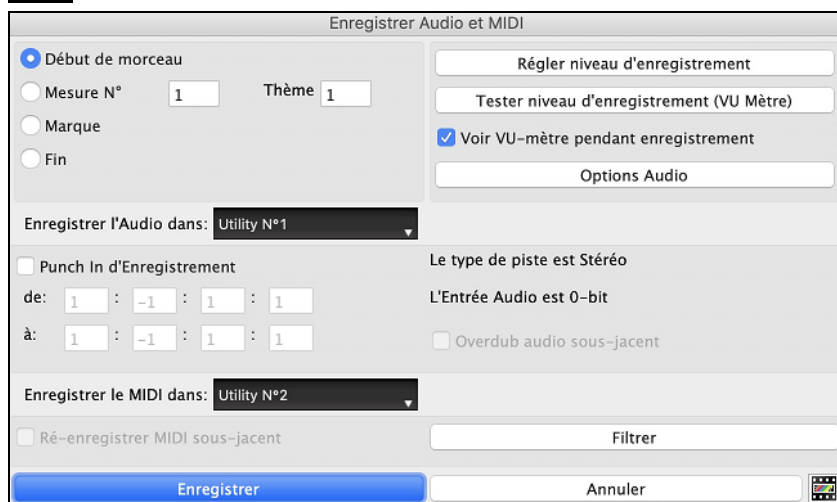 Enregistrer Audio et MIDI
Début de morceau
Mesure N° 1 Thème 1
Marque
Fin
Régler niveau d'enregistrement
Tester niveau d'enregistrement (VU Mètre)
Voir VU-mètre pendant enregistrement
Options Audio
Enregistrer l'Audio dans: Utility N°1
Punch In d'Enregistrement
de: 1 : -1 : 1 : 1
à: 1 : -1 : 1 : 1
Le type de piste est Stéréo
L'Entrée Audio est 0-bit
Overdub audio sous-jacent
Enregistrer le MIDI dans: Utility N°2
Ré-enregistrer MIDI sous-jacent
Filtrer
Enregistrer
Annuler